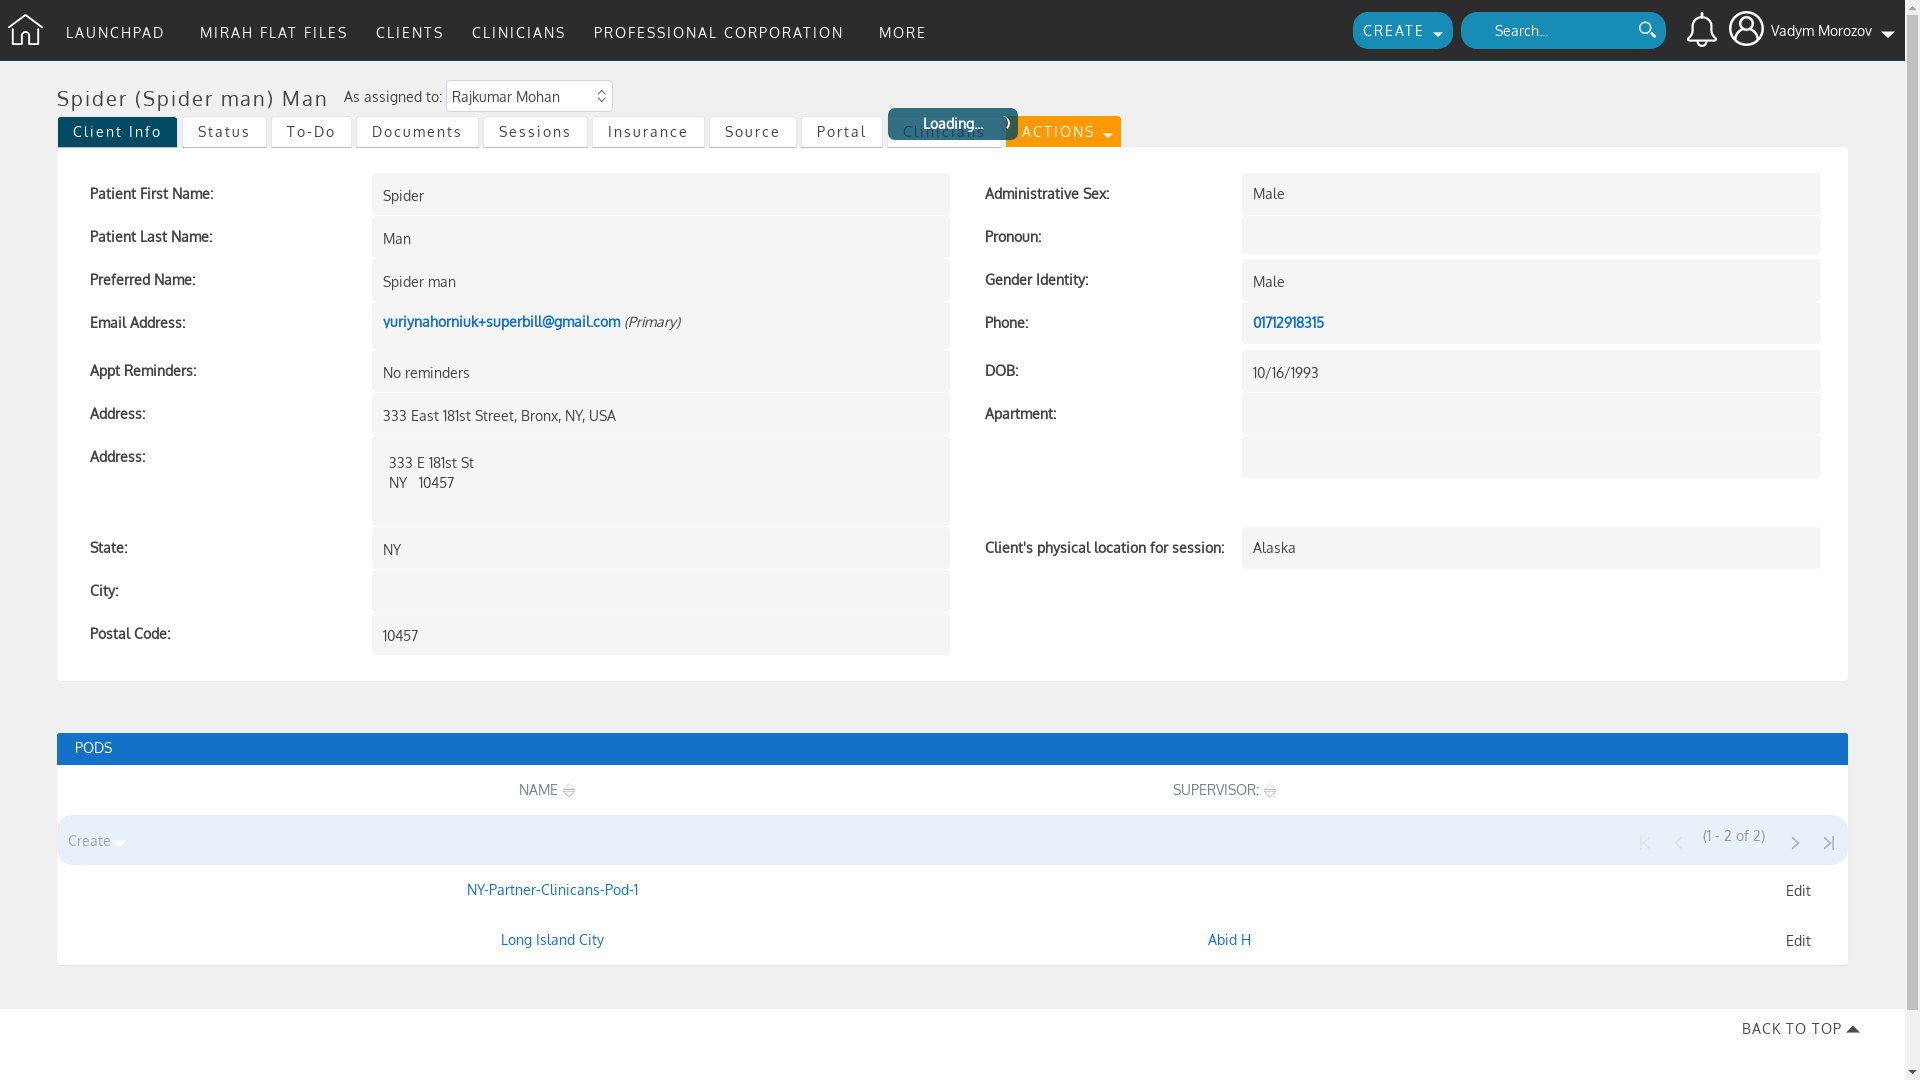 LAUNCHPAD MIRAH FLAT FILES CLIENTS CLINICIANS PROFESSIONAL CORPORATION MORE CREATE Search... Vadym Morozov
Spider (Spider man) Man As assigned to: Rajkumar Mohan
Loading...
Client Info Status To-Do Documents Sessions Insurance Source Portal Clinicians ACTIONS
Patient First Name: Spider Administrative Sex: Male
Patient Last Name: Man Pronoun:
Preferred Name: Spider man Gender Identity: Male
Email Address: yuriynahorniuk+superbill@gmail.com (Primary) Phone: 01712918315
Appt Reminders: No reminders DOB: 10/16/1993
Address: 333 East 181st Street, Bronx, NY, USA Apartment:
Address: 333 E 181st St
NY 10457
State: NY Client's physical location for session: Alaska
City:
Postal Code: 10457
PODS
NAME SUPERVISOR:
Create (1 - 2 of 2)
NY-Partner-Clinicans-Pod-1 Edit
Long Island City Abid H Edit
BACK TO TOP